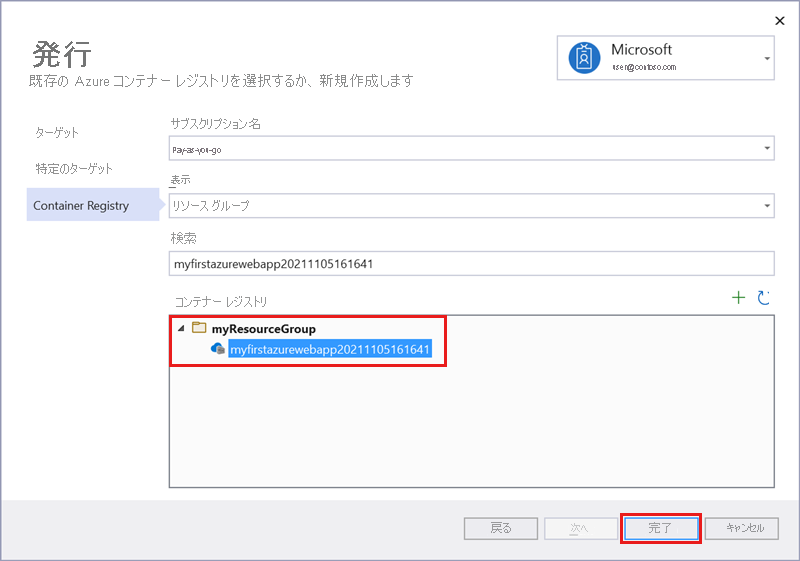 発行
既存の Azure コンテナー レジストリを選択するか、新規作成します
Microsoft
user@contoso.com
ターゲット
特定のターゲット
Container Registry
サブスクリプション名
Pay-as-you-go
表示
リソース グループ
検索
myfirstazurewebapp20211105161641
コンテナー レジストリ
myResourceGroup
myfirstazurewebapp20211105161641
戻る
次へ
完了
キャンセル